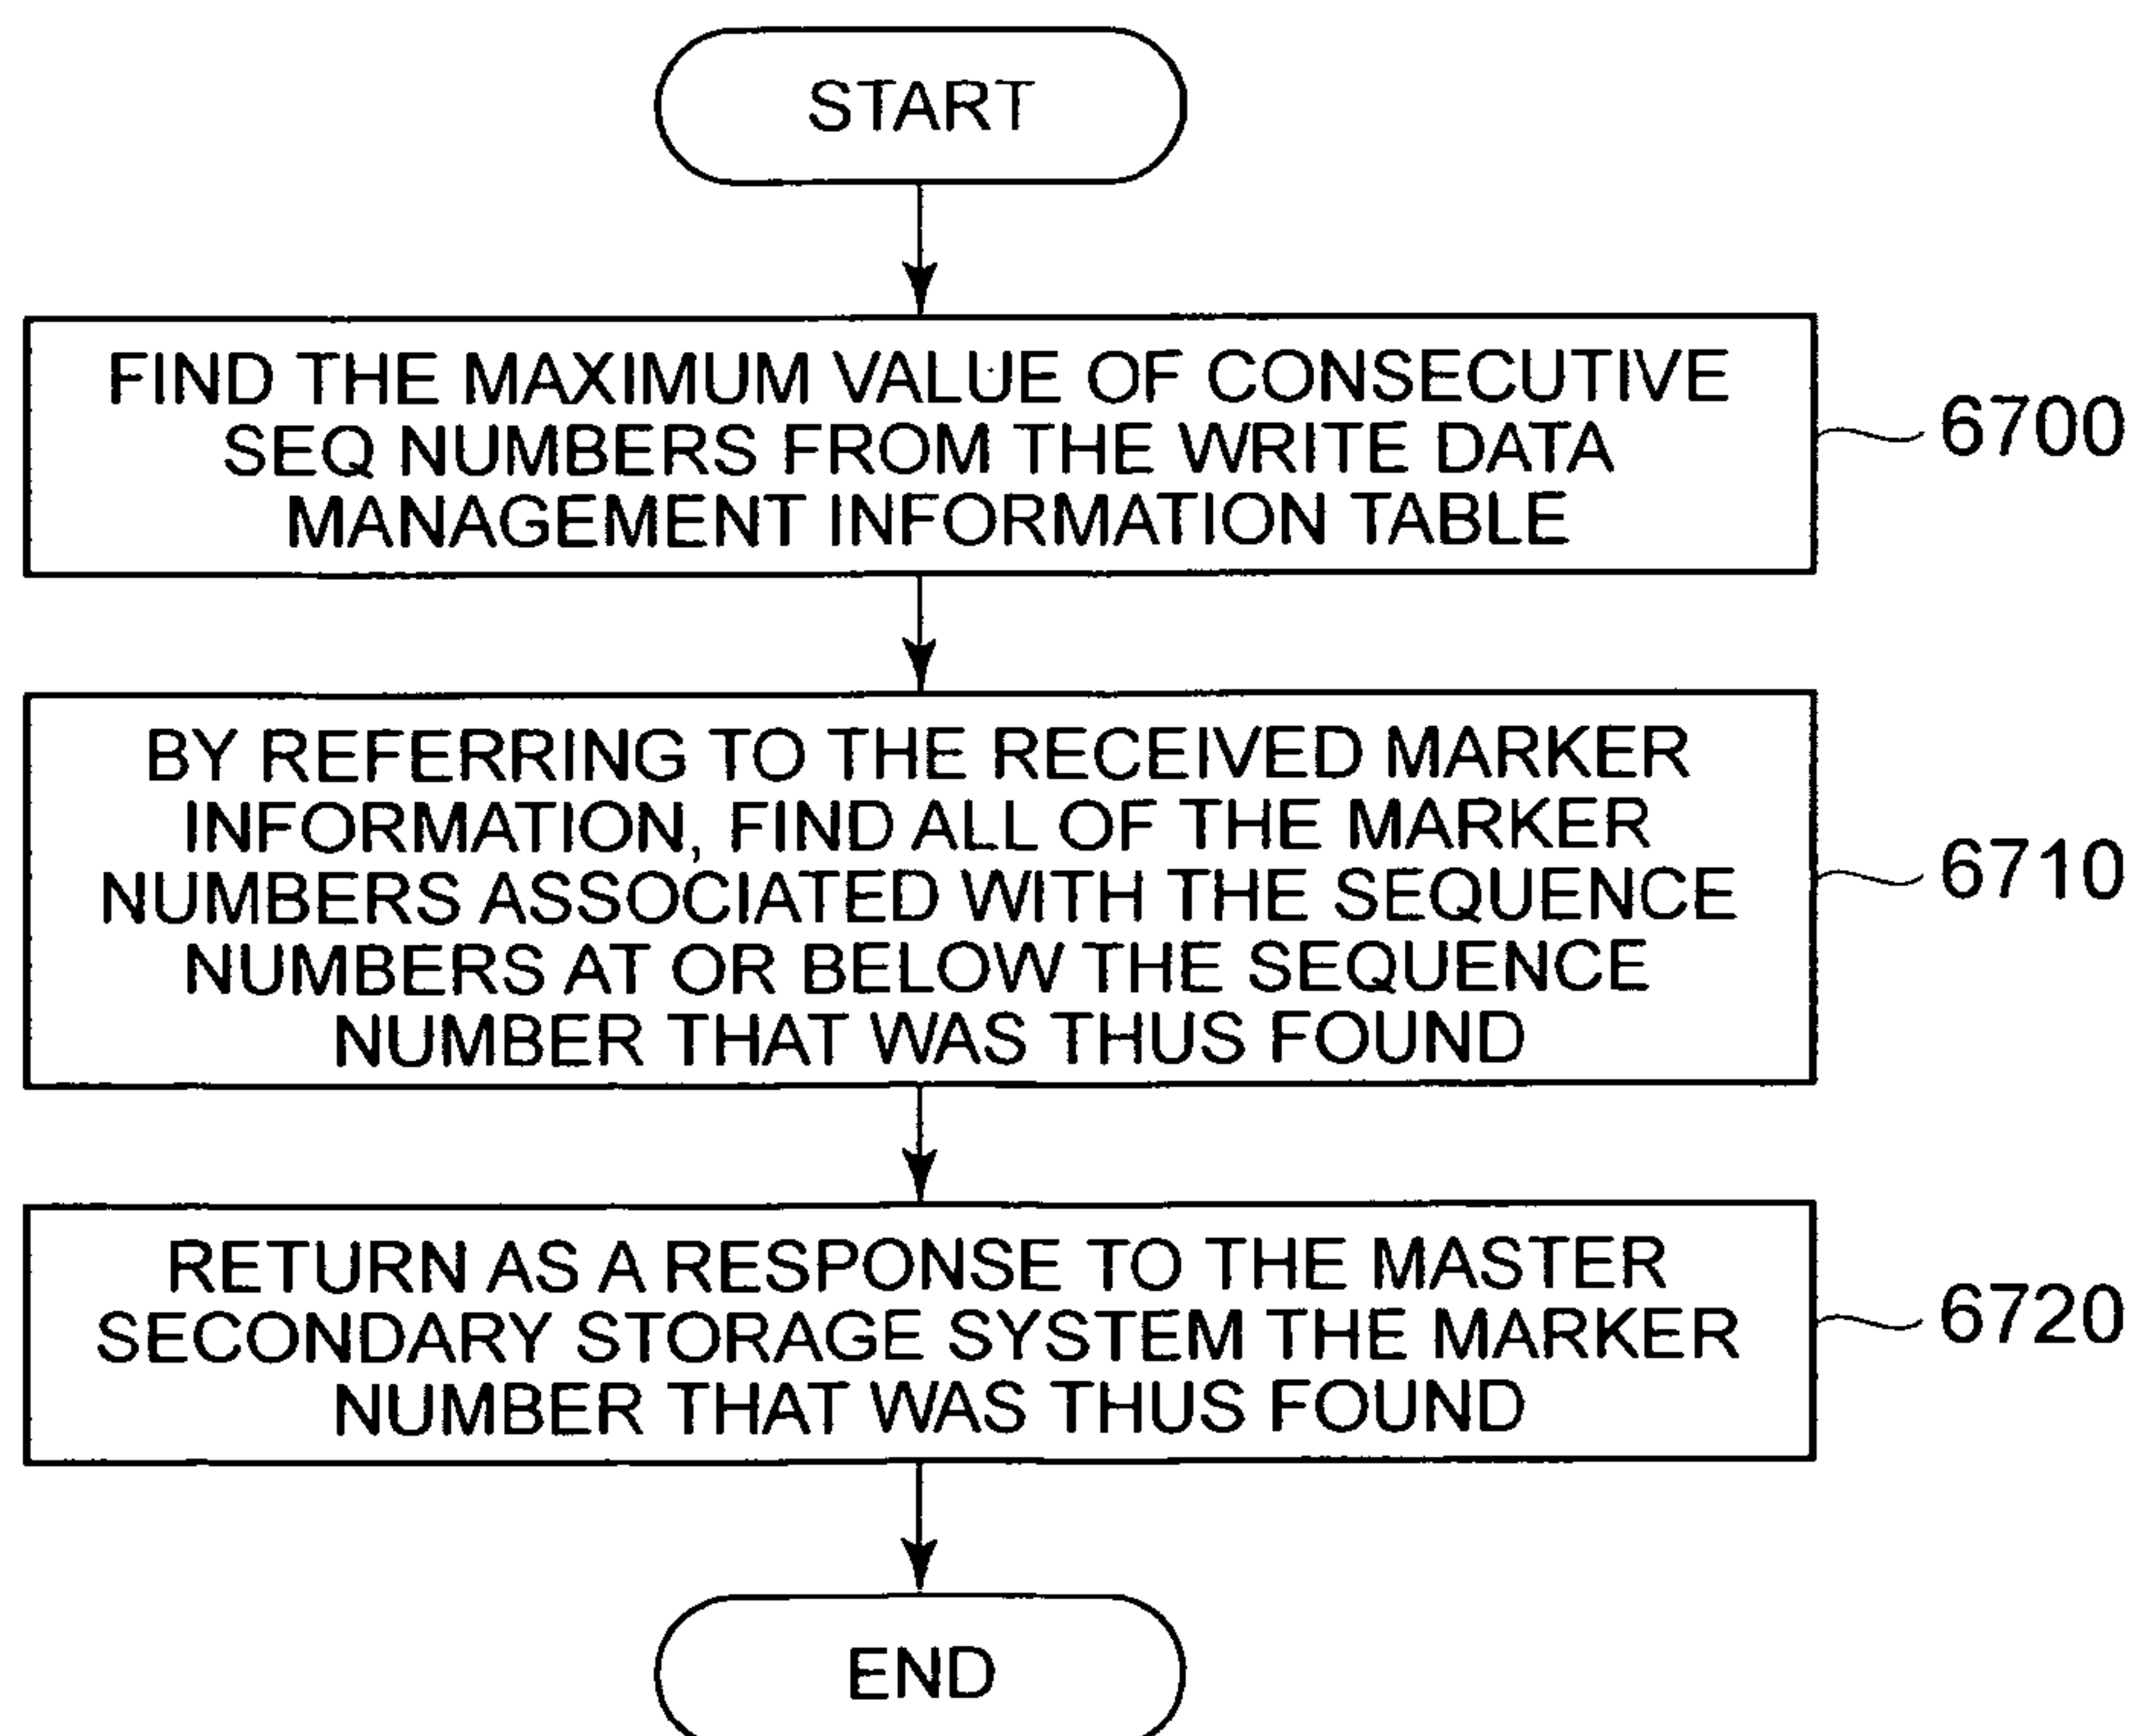 START
FIND THE MAXIMUM VALUE OF CONSECUTIVE
SEQ NUMBERS FROM THE WRITE DATA
MANAGEMENT INFORMATION TABLE
6700
BY REFERRING TO THE RECEIVED MARKER
INFORMATION, FIND ALL OF THE MARKER
NUMBERS ASSOCIATED WITH THE SEQUENCE
NUMBERS AT OR BELOW THE SEQUENCE
NUMBER THAT WAS THUS FOUND
6710
RETURN AS A RESPONSE TO THE MASTER
SECONDARY STORAGE SYSTEM THE MARKER
NUMBER THAT WAS THUS FOUND
6720
END